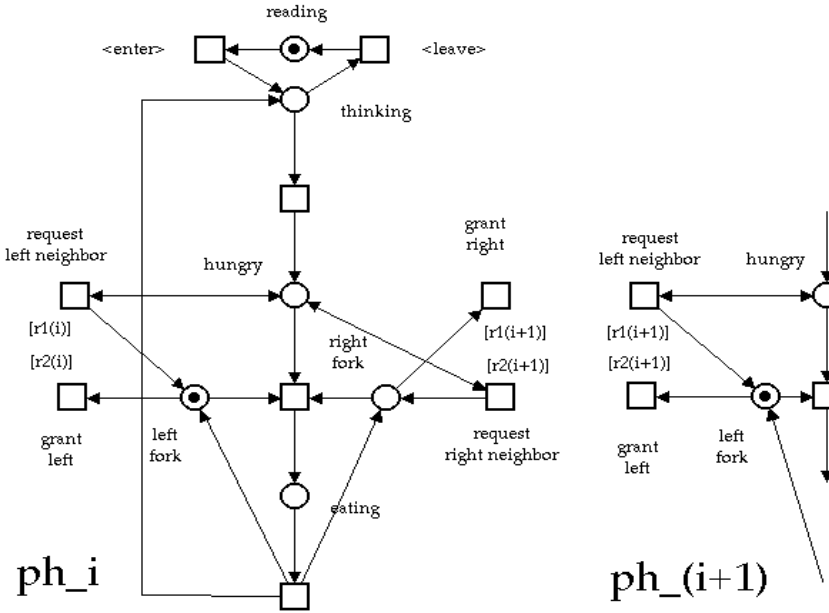 reading
<enter>
<leave>
thinking
request
left neighbor
hungry
grant
right
[r1(i)]
[r2(i)]
right
fork
[r1(i+1)]
[r2(i+1)]
grant
left
left
fork
request
right neighbor
eating
ph_i
request
left neighbor
hungry
[r1(i+1)]
[r2(i+1)]
grant
left
left
fork
ph_(i+1)